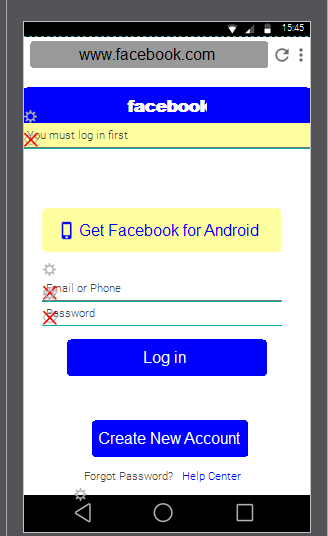 15:45
www.facebook.com
facebook
You must log in first
Get Facebook for Android
Email or Phone
Password
Log in
Create New Account
Forgot Password? Help Center